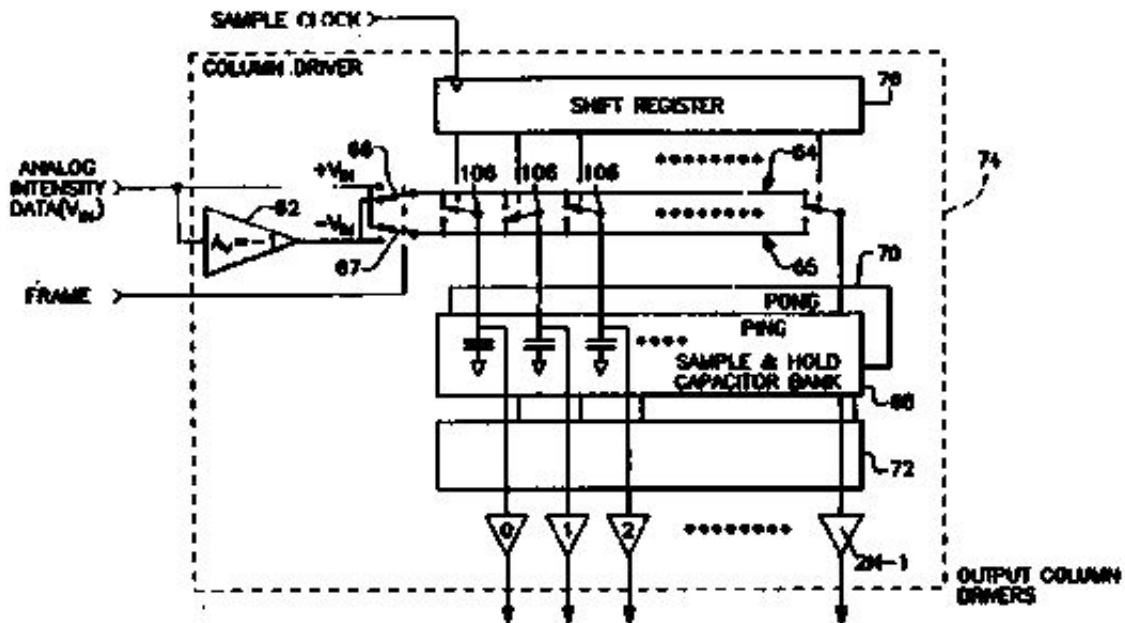 SAMPLE CLOCK
COLUMN DRIVER
SHIFT REGISTER
76
ANALOG
INTENSITY
DATA(VIN)
66
+VIN
106 106 106
64
74
62
AV=-1
-VIN
67
65
FRAME
70
PONG
PING
SAMPLE & HOLD
CAPACITOR BANK
68
72
0 1 2
2N-1
OUTPUT COLUMN
DRIVERS